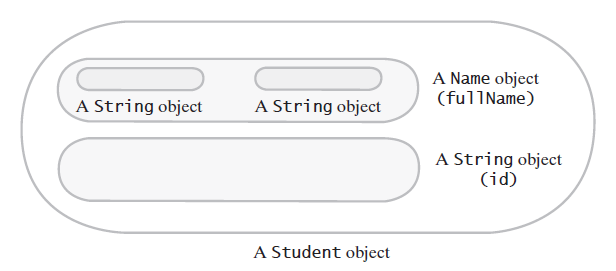 A Name object
(fullName)
A String object
A String object
A String object
(id)
A Student object